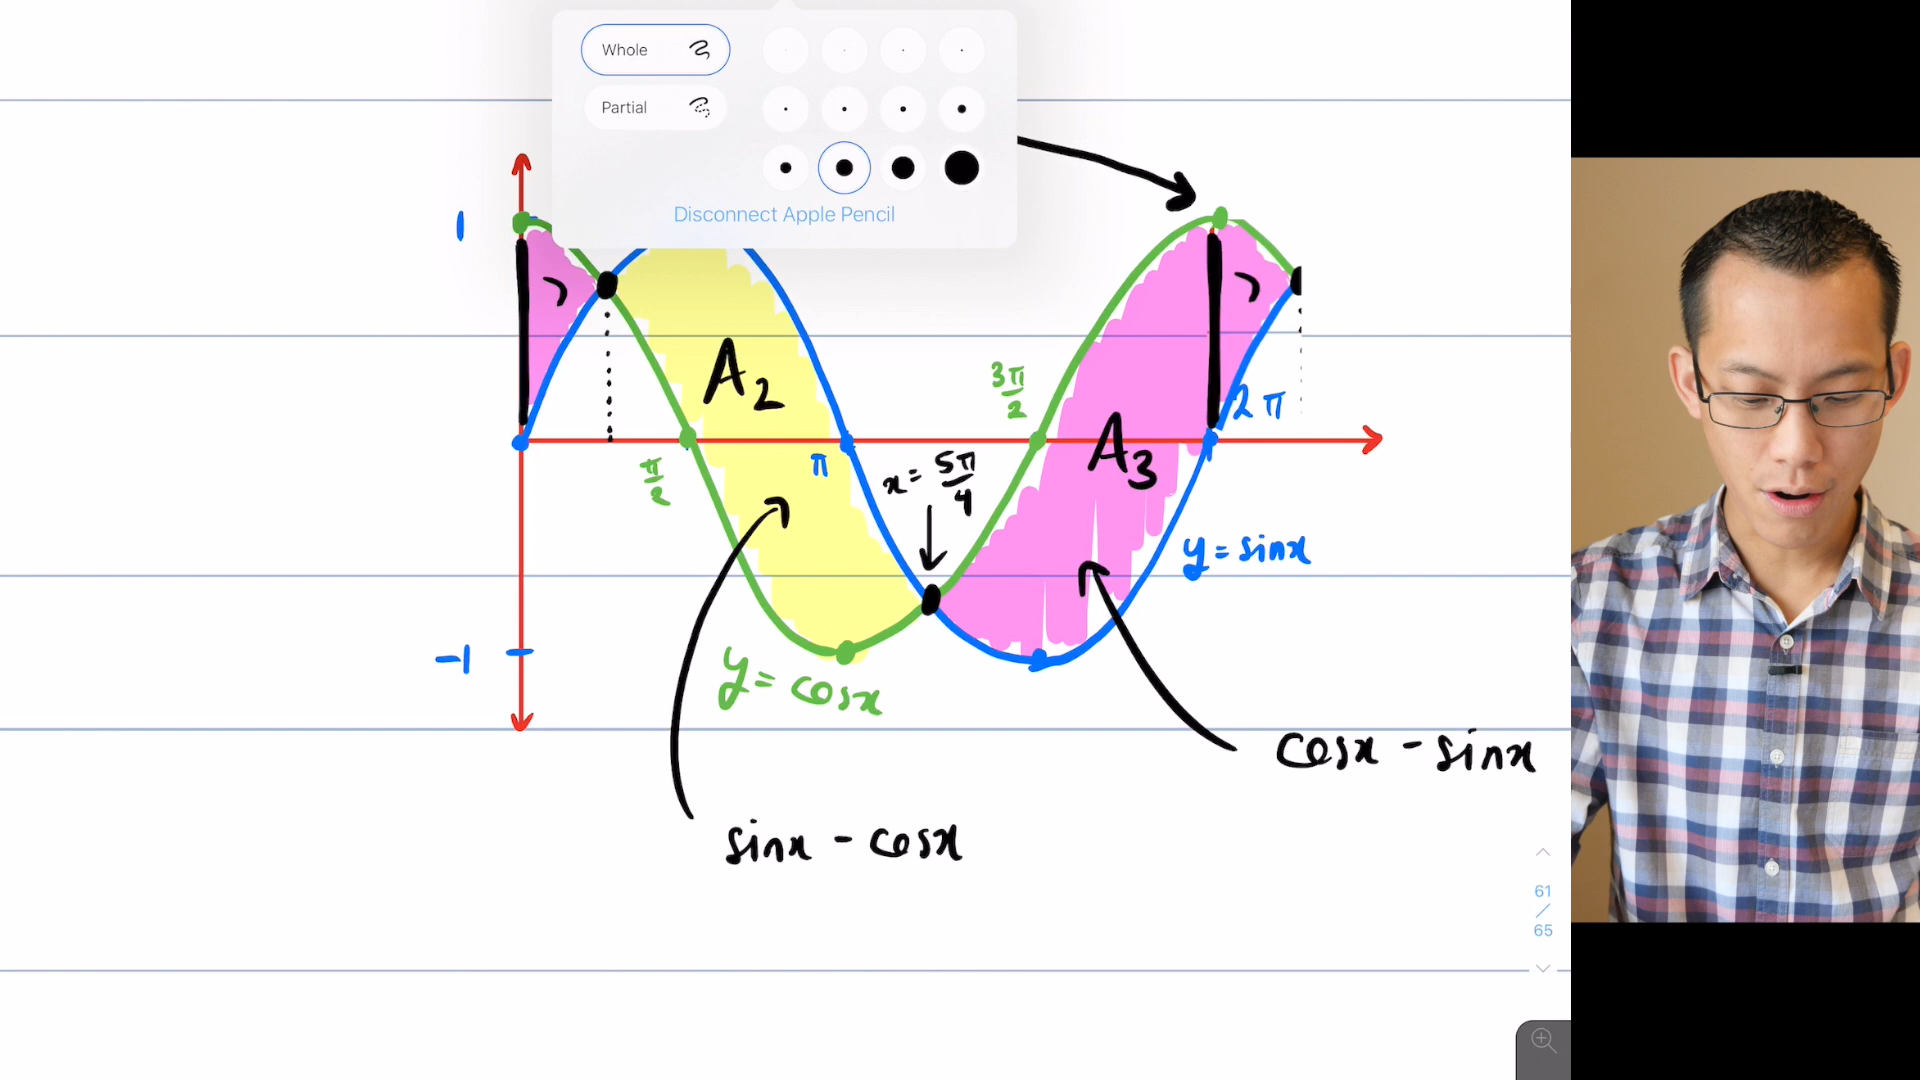 Whole
Partial
Disconnect Apple Pencil
1
A2
3π/2
2π
π/2
π
x = 5π/4
A3
y = sinx
-1
y = cosx
cosx - sinx
sinx - cosx
61
/
65